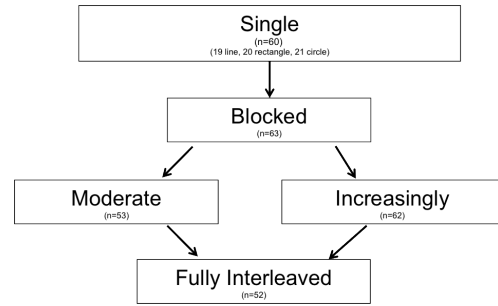 Single
(n=60)
(19 line, 20 rectangle, 21 circle)
Blocked
(n=63)
Moderate
(n=53)
Increasingly
(n=62)
Fully Interleaved
(n=52)